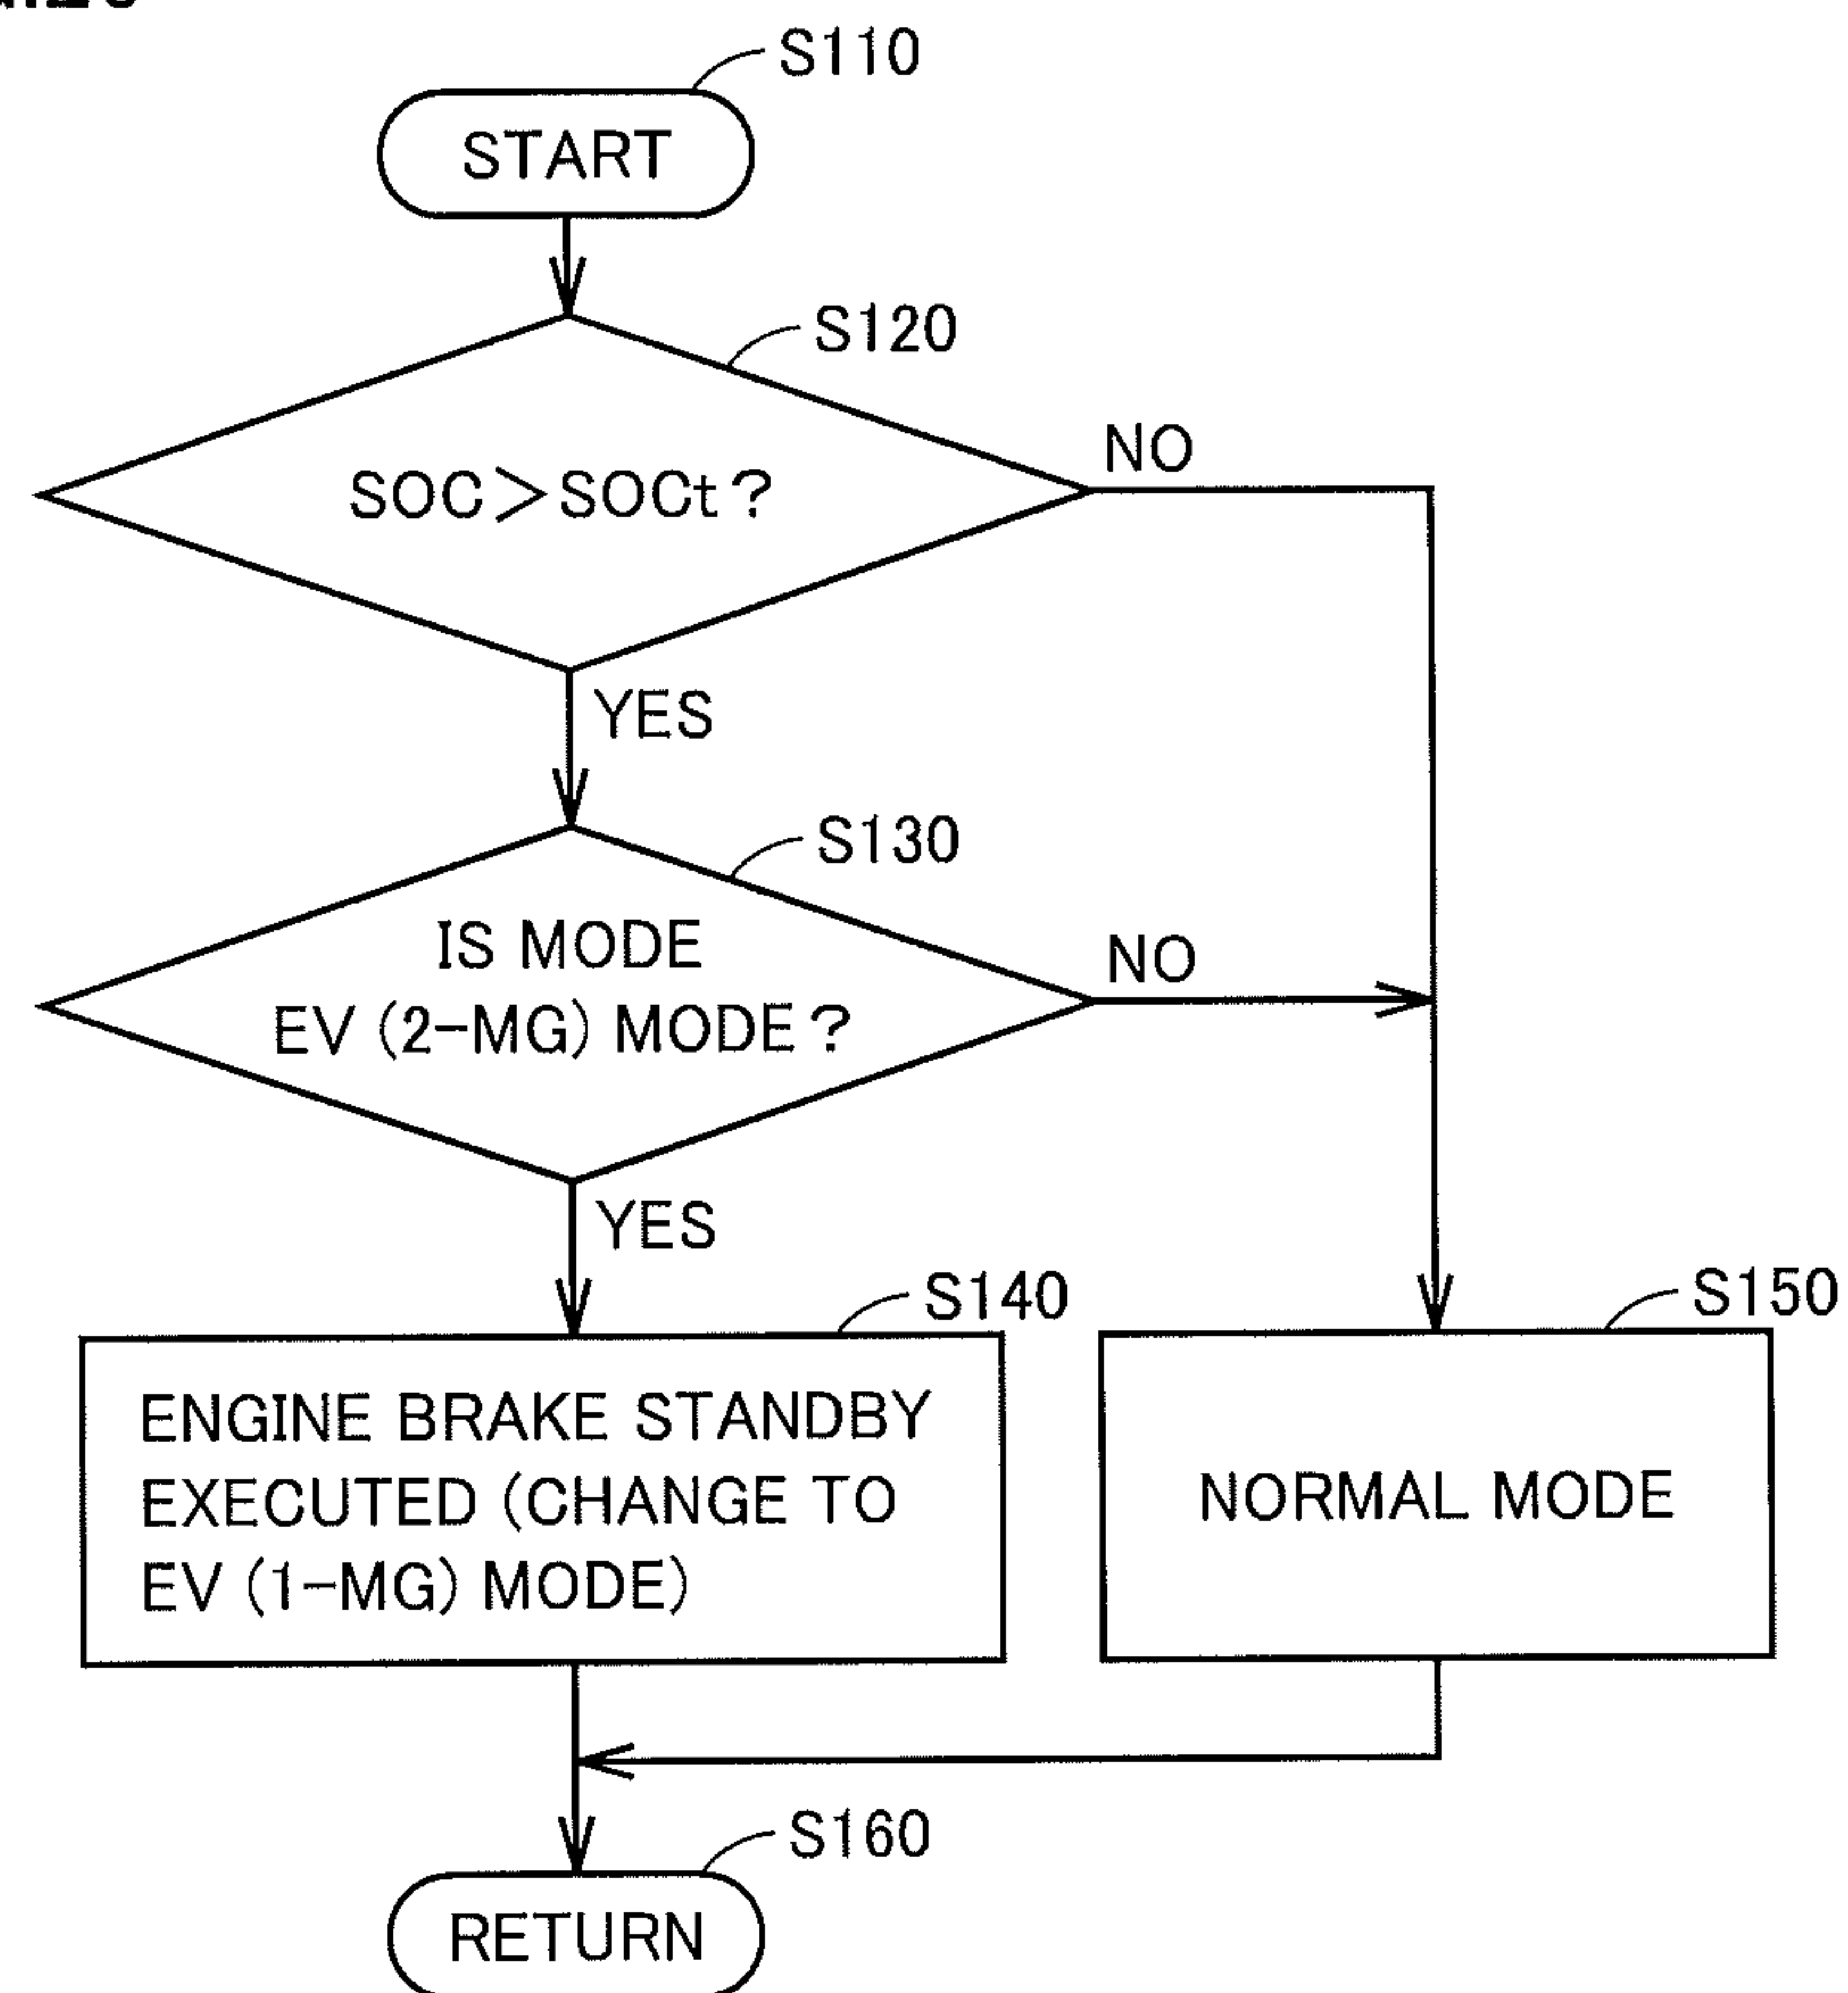 S110
START
S120
SOC>SOCt?
NO
YES
S130
IS MODE
EV (2-MG) MODE?
NO
YES
S140
ENGINE BRAKE STANDBY
EXECUTED (CHANGE TO
EV (1-MG) MODE)
S150
NORMAL MODE
S160
RETURN